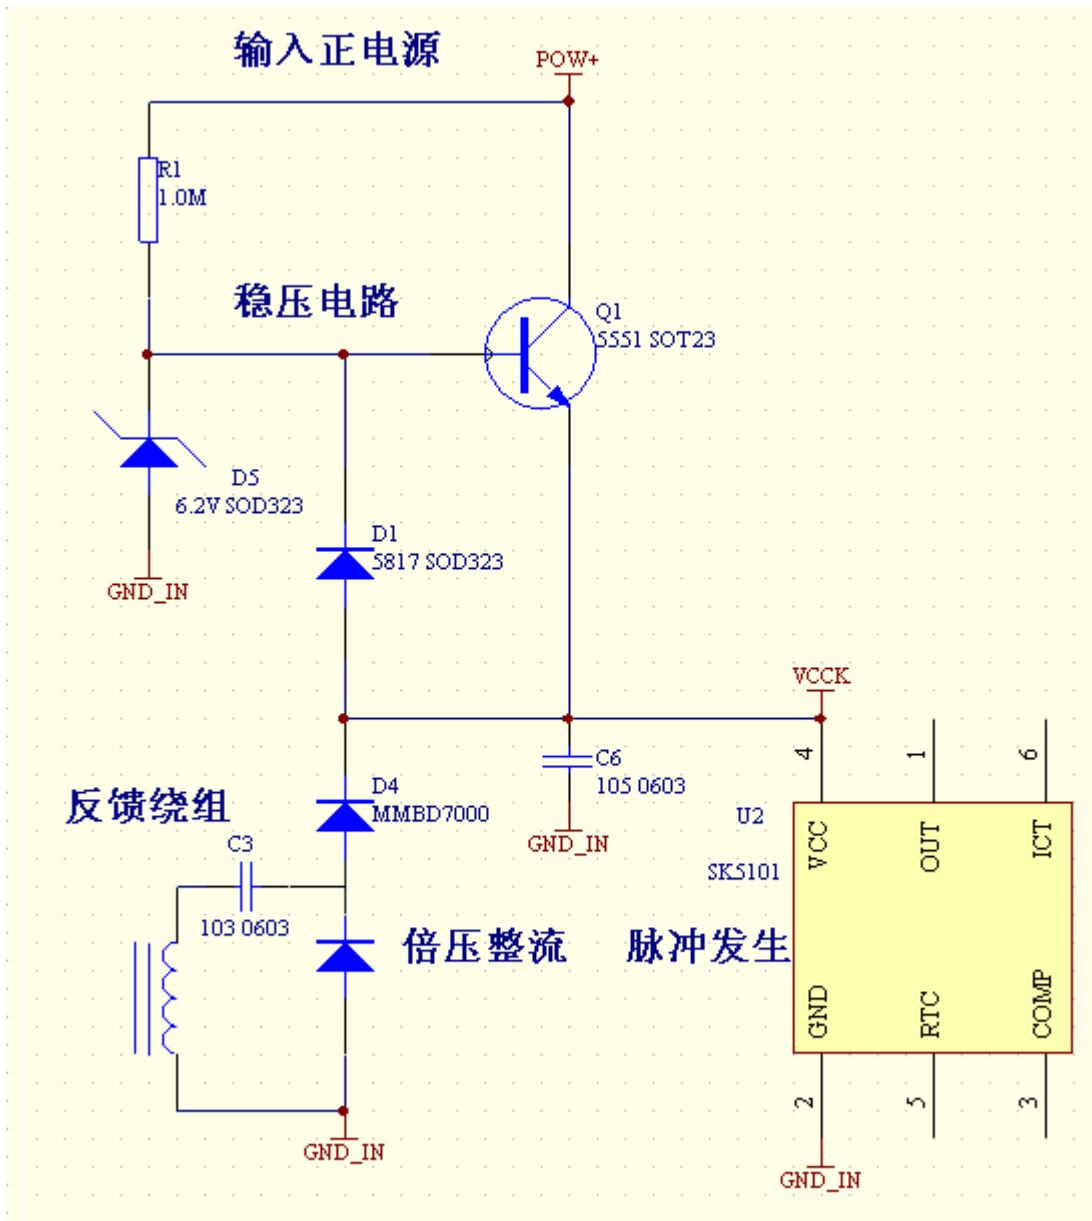 输入正电源
POW+
R1
1.0M
稳压电路
Q1
5551 SOT23
D5
6.2V SOD323
D1
5817 SOD323
GND_IN
VCCK
4
1
6
C6
105 0603
D4
MMBD7000
反馈绕组
GND_IN
U2
C3
VCC
OUT
ICT
SK5101
103 0603
倍压整流
脉冲发生
GND
RTC
COMP
2
5
3
GND_IN
GND_IN